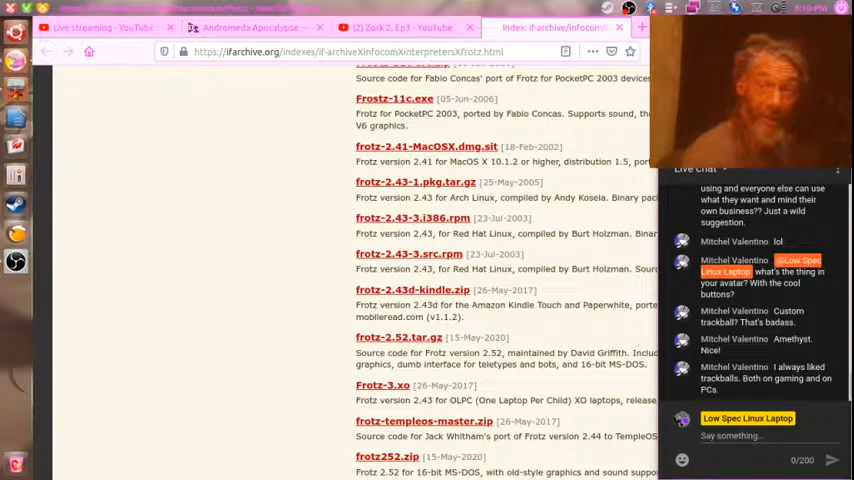 3:10 PM
Live streaming - YouTube
Andromeda Apocalypse —
(2) Zork 2, Ep3 - YouTube
Index: if-archive/infocom/
https://ifarchive.org/indexes/if-archiveXinfocomXinterpretersXfrotz.html
Source code for Fabio Concas' port of Frotz for PocketPC 2003 devices
Frostz-11c.exe [05-Jun-2006]
Frotz for PocketPC 2003, ported by Fabio Concas. Supports sound, the
V6 graphics.
frotz-2.41-MacOSX.dmg.sit [18-Feb-2002]
Frotz version 2.41 for MacOS X 10.1.2 or higher, distribution 1.5, por
frotz-2.43-1.pkg.tar.gz [25-May-2005]
Frotz version 2.43 for Arch Linux, compiled by Andy Kosela. Binary pac
frotz-2.43-3.i386.rpm [23-Jul-2003]
Frotz version 2.43, for Red Hat Linux, compiled by Burt Holzman. Binar
frotz-2.43-3.src.rpm [23-Jul-2003]
Frotz version 2.43, for Red Hat Linux, compiled by Burt Holzman. Sourc
frotz-2.43d-kindle.zip [26-May-2017]
Frotz version 2.43d for the Amazon Kindle Touch and Paperwhite, porte
mobileread.com (v1.1.2).
frotz-2.52.tar.gz [15-May-2020]
Source code for Frotz version 2.52, maintained by David Griffith. Includ
graphics, dumb interface for teletypes and bots, and 16-bit MS-DOS.
Frotz-3.xo [26-May-2017]
Frotz version 2.43 for OLPC (One Laptop Per Child) XO laptops, release
frotz-templeos-master.zip [26-May-2017]
Source code for Jack Whitham's port of Frotz version 2.44 to TempleOS
frotz252.zip [15-May-2020]
Frotz 2.52 for 16-bit MS-DOS, with old-style graphics and sound suppo
Live chat
using and everyone else can use
what they want and mind their
own business?? Just a wild
suggestion.
Mitchel Valentino lol
Mitchel Valentino @Low Spec
Linux Laptop what's the thing in
your avatar? With the cool
buttons?
Mitchel Valentino Custom
trackball? That's badass.
Mitchel Valentino Amethyst.
Nice!
Mitchel Valentino I always liked
trackballs. Both on gaming and on
PCs.
Low Spec Linux Laptop
Say something...
0/200